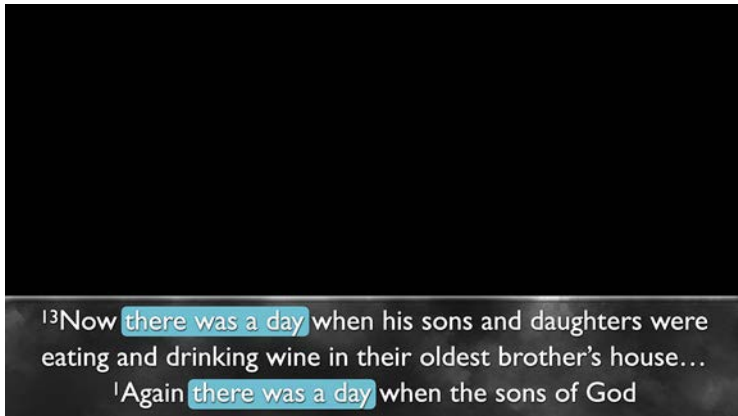 ¹³Now there was a day when his sons and daughters were
eating and drinking wine in their oldest brother’s house…
¹Again there was a day when the sons of God